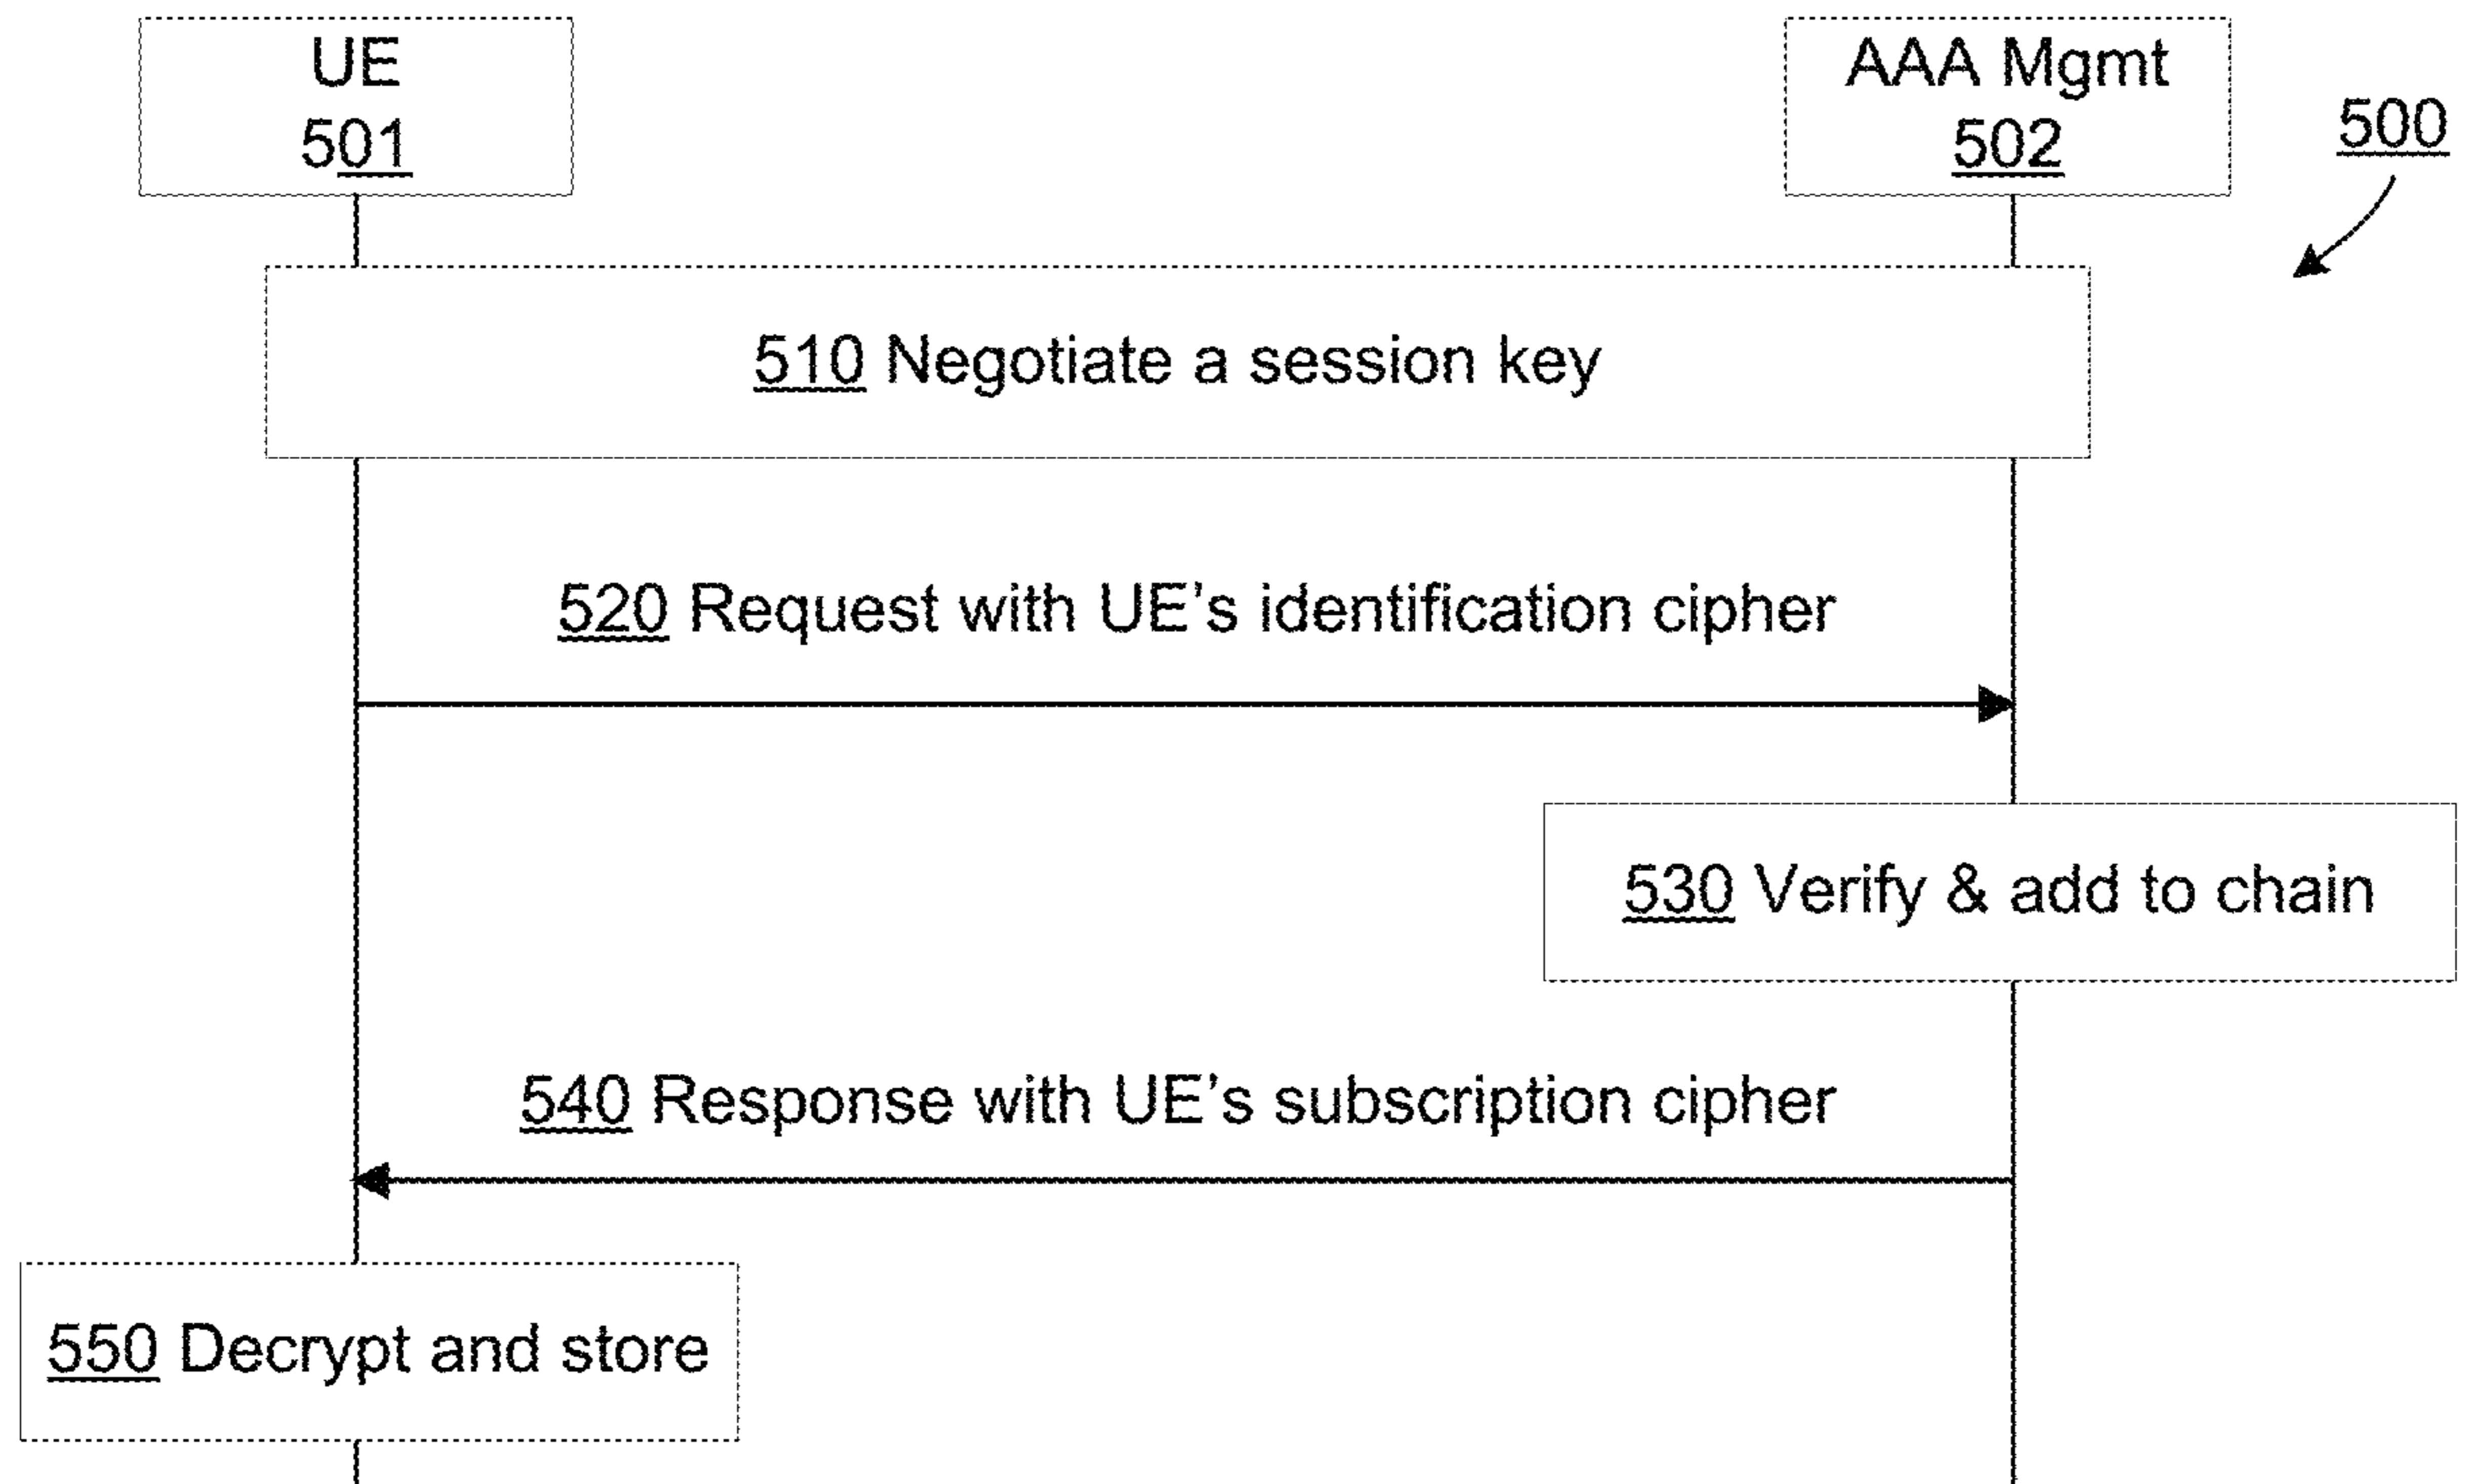 UE
501
AAA Mgmt
502
500
510 Negotiate a session key
520 Request with UE's identification cipher
530 Verify & add to chain
540 Response with UE's subscription cipher
550 Decrypt and store